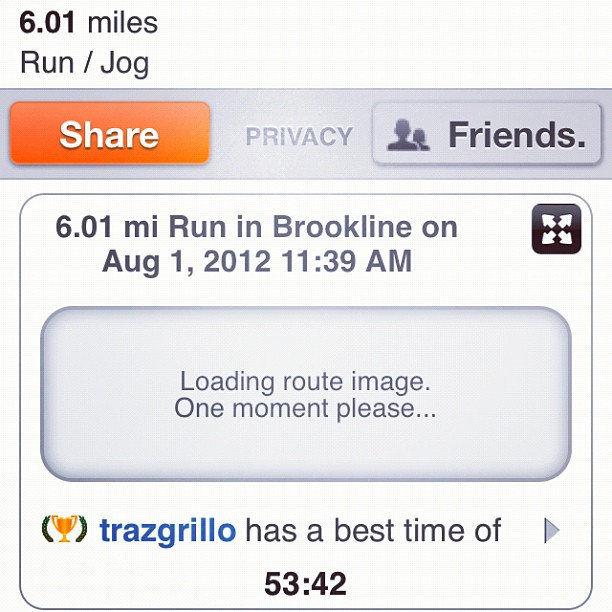 6.01 miles
Run / Jog
Share PRIVACY Friends.
6.01 mi Run in Brookline on
Aug 1, 2012 11:39 AM
Loading route image.
One moment please...
trazgrillo has a best time of
53:42